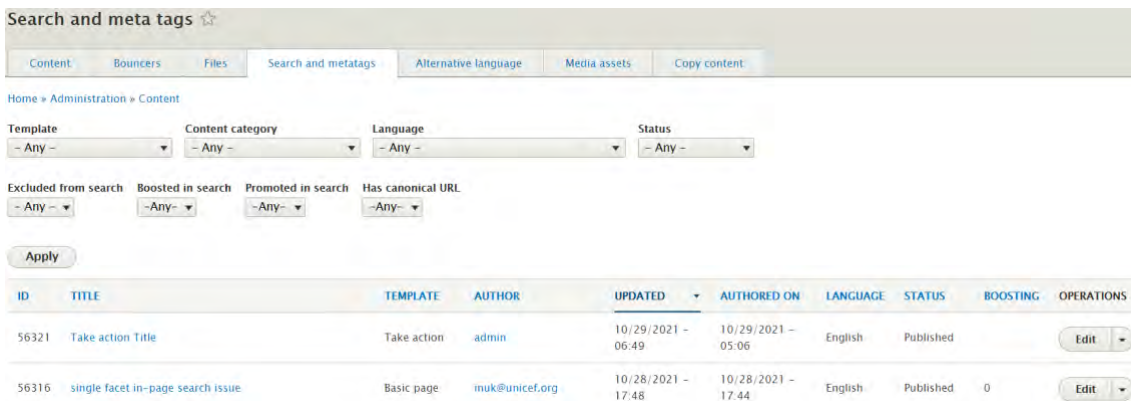 Search and meta tags
Content Bouncers Files Search and metatags Alternative language Media assets Copy content
Home » Administration » Content
Template Content category Language Status
- Any - - Any - - Any - - Any -
Excluded from search Boosted in search Promoted in search Has canonical URL
- Any - -Any- -Any- -Any-
Apply
ID TITLE TEMPLATE AUTHOR UPDATED AUTHORED ON LANGUAGE STATUS BOOSTING OPERATIONS
56321 Take action Title Take action admin 10/29/2021 - 06:49 10/29/2021 - 05:06 English Published Edit
56316 single facet in-page search issue Basic page muk@unicef.org 10/28/2021 - 17:48 10/28/2021 - 17:44 English Published 0 Edit